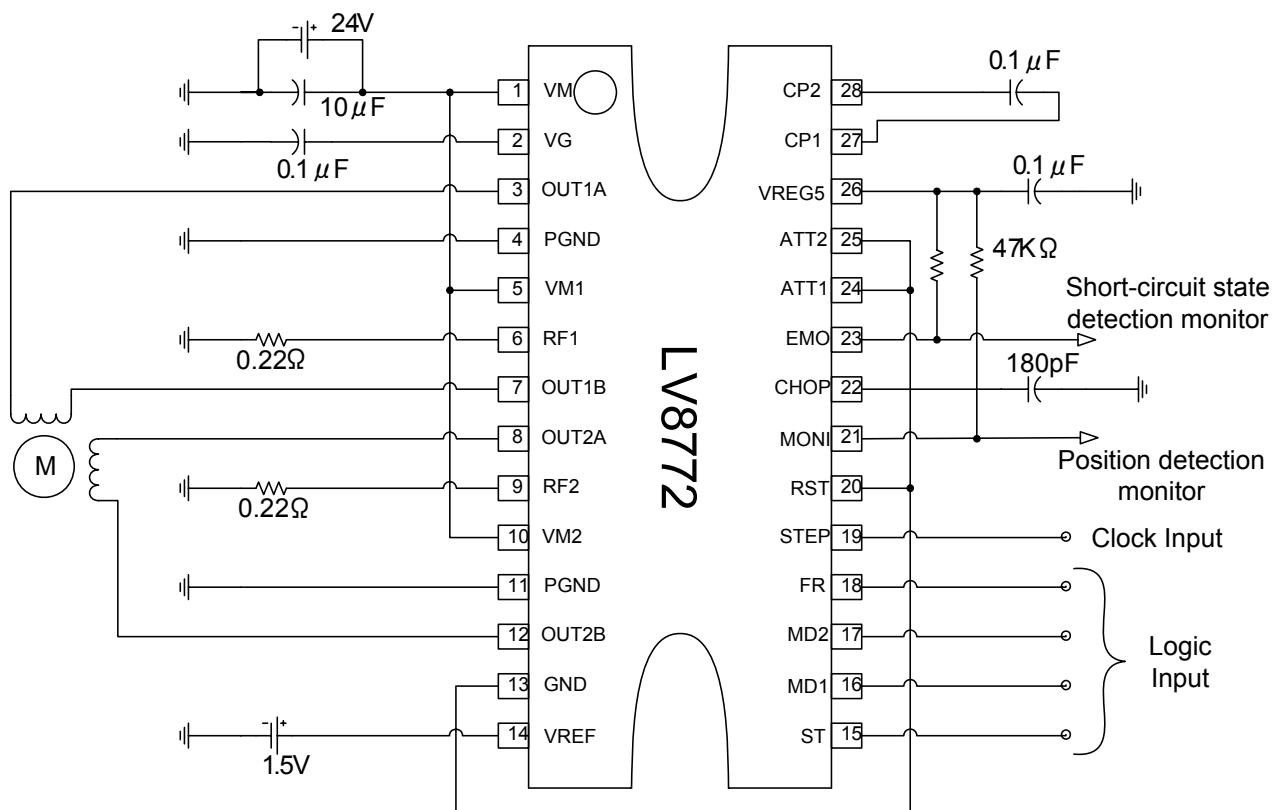 24V
10μF
0.1μF
0.22Ω
M
0.22Ω
1.5V
1 VM
2 VG
3 OUT1A
4 PGND
5 VM1
6 RF1
7 OUT1B
8 OUT2A
9 RF2
10 VM2
11 PGND
12 OUT2B
13 GND
14 VREF
LV8772
CP2 28
CP1 27
VREG5 26
ATT2 25
ATT1 24
EMO 23
CHOP 22
MONI 21
RST 20
STEP 19
FR 18
MD2 17
MD1 16
ST 15
0.1μF
0.1μF
47KΩ
Short-circuit state
detection monitor
180pF
Position detection
monitor
Clock Input
Logic
Input